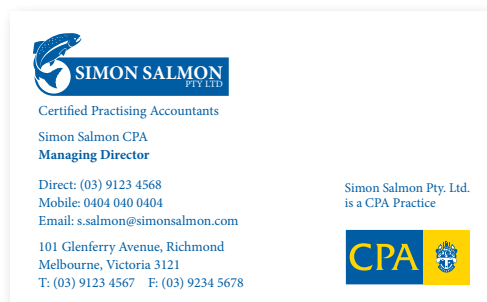 SIMON SALMON
PTY LTD
Certified Practising Accountants
Simon Salmon CPA
Managing Director
Direct: (03) 9123 4568
Mobile: 0404 040 0404
Email: s.salmon@simonsalmon.com
101 Glenferry Avenue, Richmond
Melbourne, Victoria 3121
T: (03) 9123 4567 F: (03) 9234 5678
Simon Salmon Pty. Ltd.
is a CPA Practice
CPA